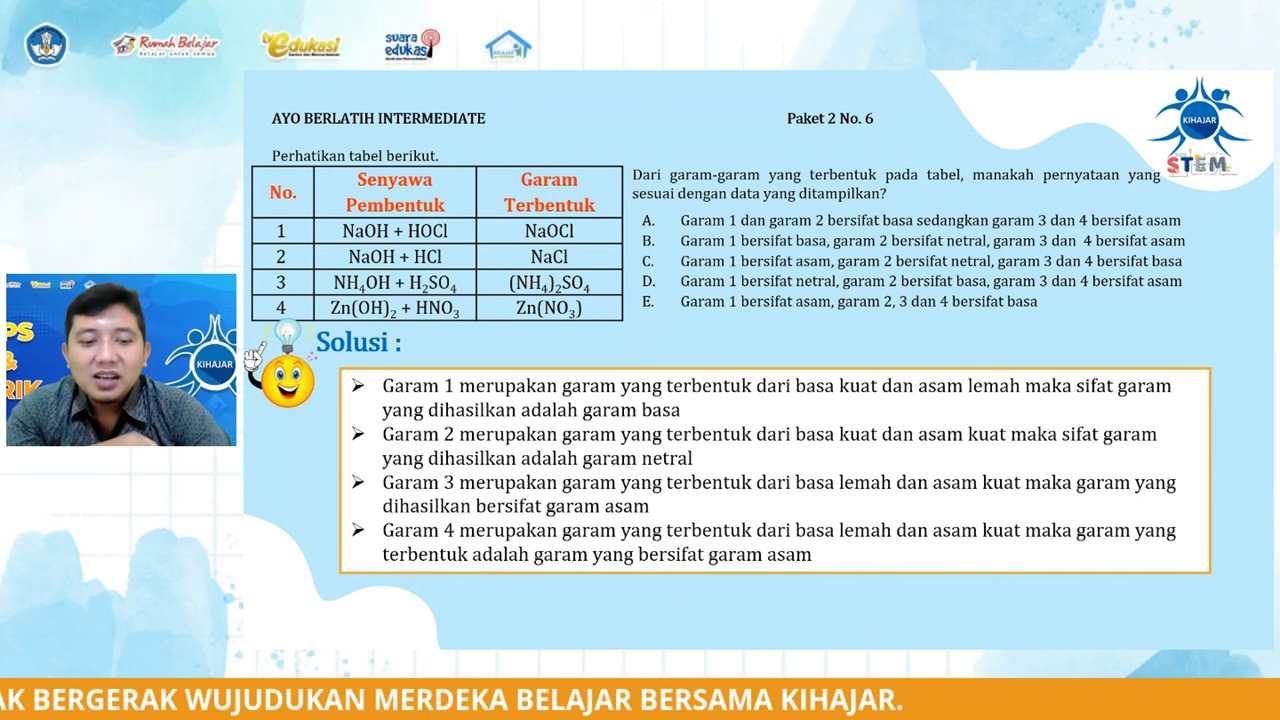 Rumah Belajar
Belajar untuk semua
tv edukasi
suara
edukasi
AYO BERLATIH INTERMEDIATE
Paket 2 No. 6
KIHAJAR
STEM
Perhatikan tabel berikut.
No. Senyawa Pembentuk Garam Terbentuk
1 NaOH + HOCl NaOCl
2 NaOH + HCl NaCl
3 NH₄OH + H₂SO₄ (NH₄)₂SO₄
4 Zn(OH)₂ + HNO₃ Zn(NO₃)
Dari garam-garam yang terbentuk pada tabel, manakah pernyataan yang
sesuai dengan data yang ditampilkan?
A. Garam 1 dan garam 2 bersifat basa sedangkan garam 3 dan 4 bersifat asam
B. Garam 1 bersifat basa, garam 2 bersifat netral, garam 3 dan 4 bersifat asam
C. Garam 1 bersifat asam, garam 2 bersifat netral, garam 3 dan 4 bersifat basa
D. Garam 1 bersifat netral, garam 2 bersifat basa, garam 3 dan 4 bersifat asam
E. Garam 1 bersifat asam, garam 2, 3 dan 4 bersifat basa
PS
&
RIK
KIHAJAR
Solusi :
➢ Garam 1 merupakan garam yang terbentuk dari basa kuat dan asam lemah maka sifat garam
yang dihasilkan adalah garam basa
➢ Garam 2 merupakan garam yang terbentuk dari basa kuat dan asam kuat maka sifat garam
yang dihasilkan adalah garam netral
➢ Garam 3 merupakan garam yang terbentuk dari basa lemah dan asam kuat maka garam yang
dihasilkan bersifat garam asam
➢ Garam 4 merupakan garam yang terbentuk dari basa lemah dan asam kuat maka garam yang
terbentuk adalah garam yang bersifat garam asam
AK BERGERAK WUJUDUKAN MERDEKA BELAJAR BERSAMA KIHAJAR.